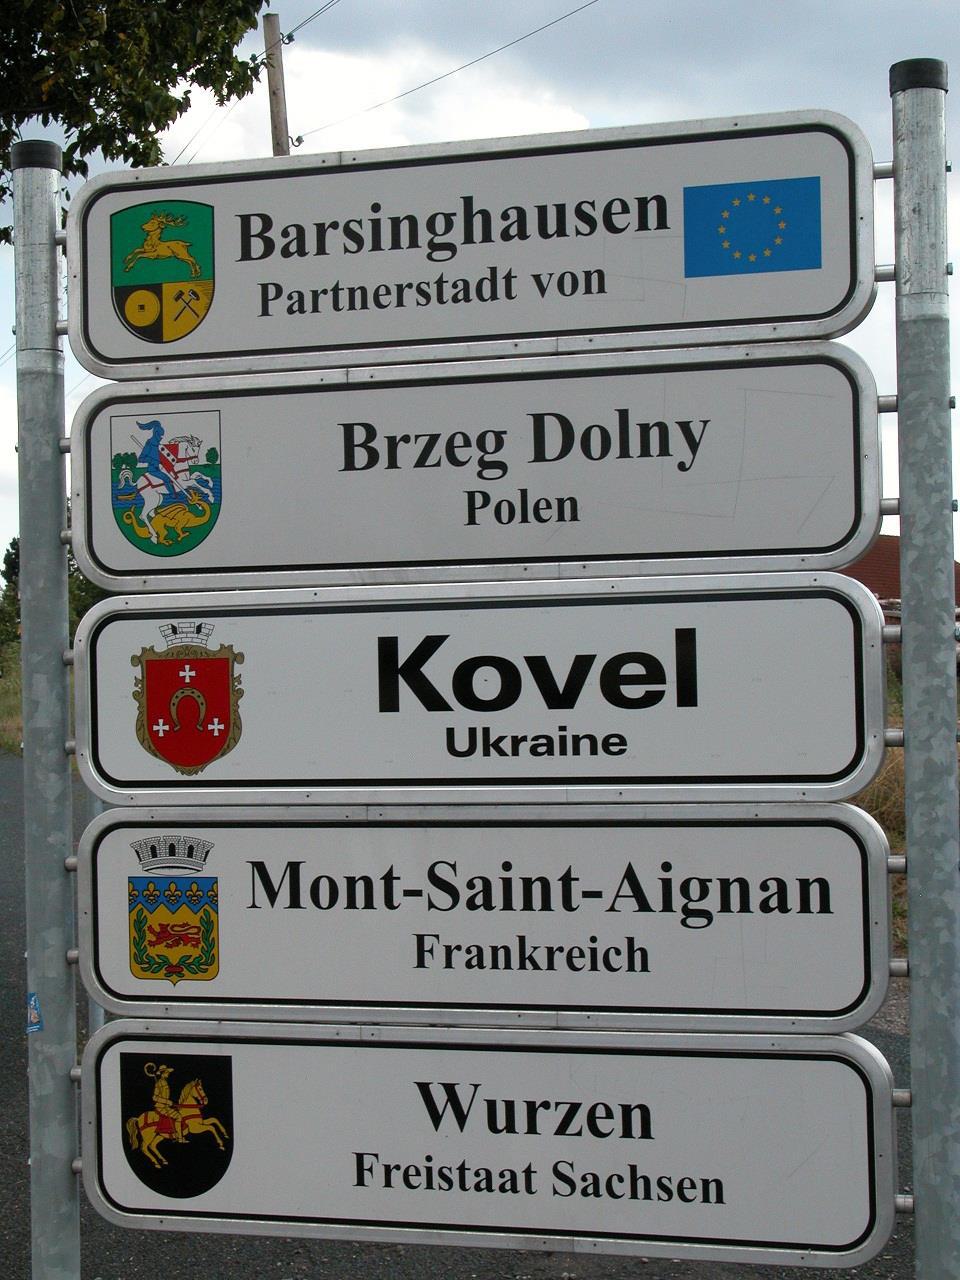 Barsinghausen
Partnerstadt von
Brzeg Dolny
Polen
Kovel
Ukraine
Mont-Saint-Aignan
Frankreich
Wurzen
Freistaat Sachsen